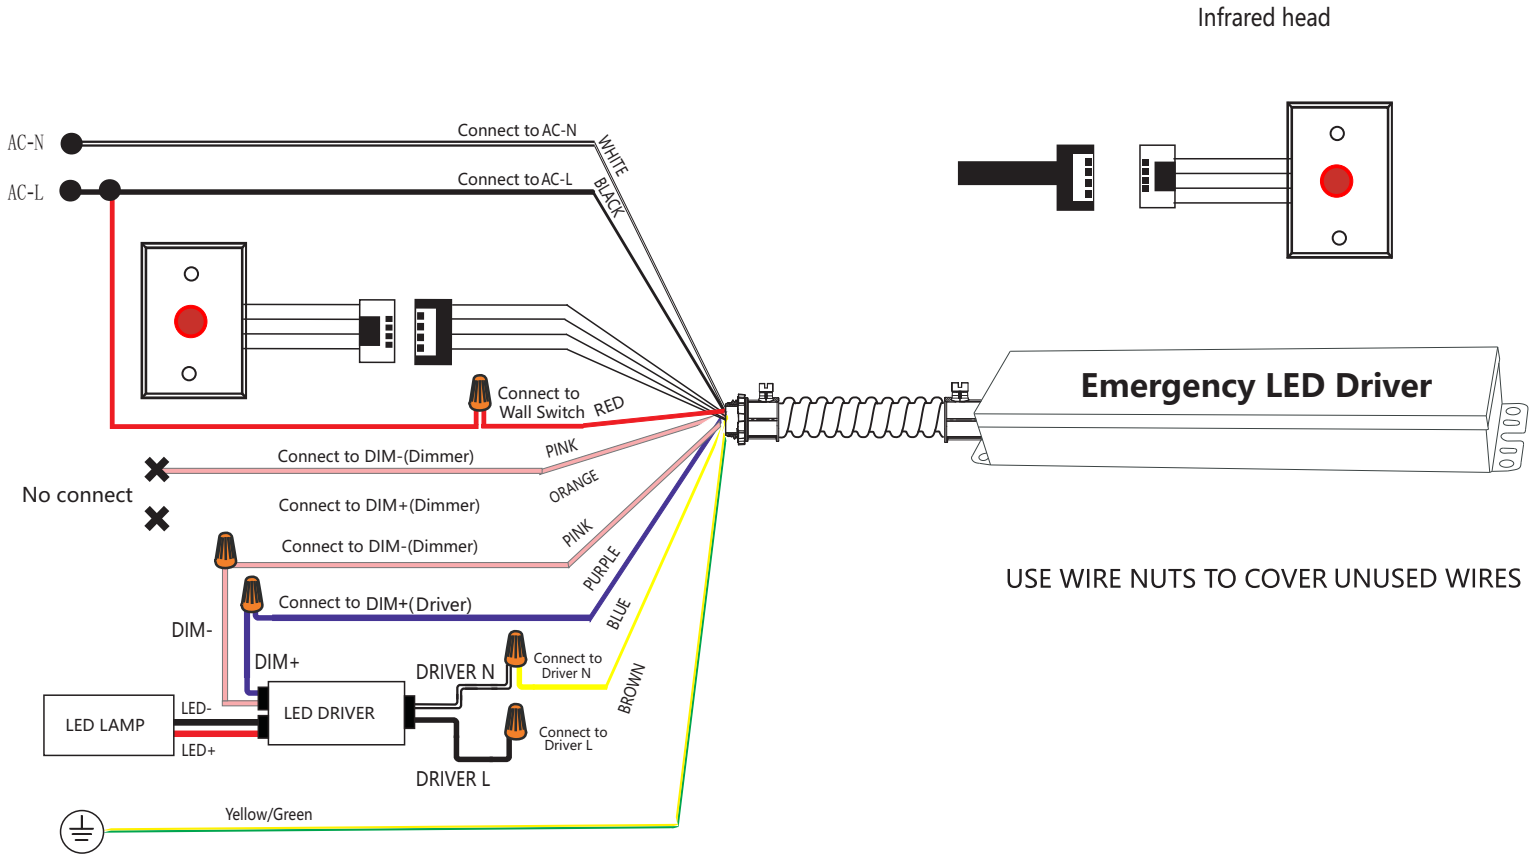 Infrared head
Connect to AC-N
AC-N
WHITE
Connect to AC-L
AC-L
BLACK
Emergency LED Driver
Connect to
Wall Switch
RED
PINK
Connect to DIM-(Dimmer)
No connect
ORANGE
Connect to DIM+(Dimmer)
PINK
Connect to DIM-(Dimmer)
PURPLE
USE WIRE NUTS TO COVER UNUSED WIRES
Connect to DIM+(Driver)
BLUE
DIM-
DIM+
DRIVER N
Connect to
Driver N
BROWN
LED-
LED LAMP
LED DRIVER
LED+
Connect to
Driver L
DRIVER L
Yellow/Green